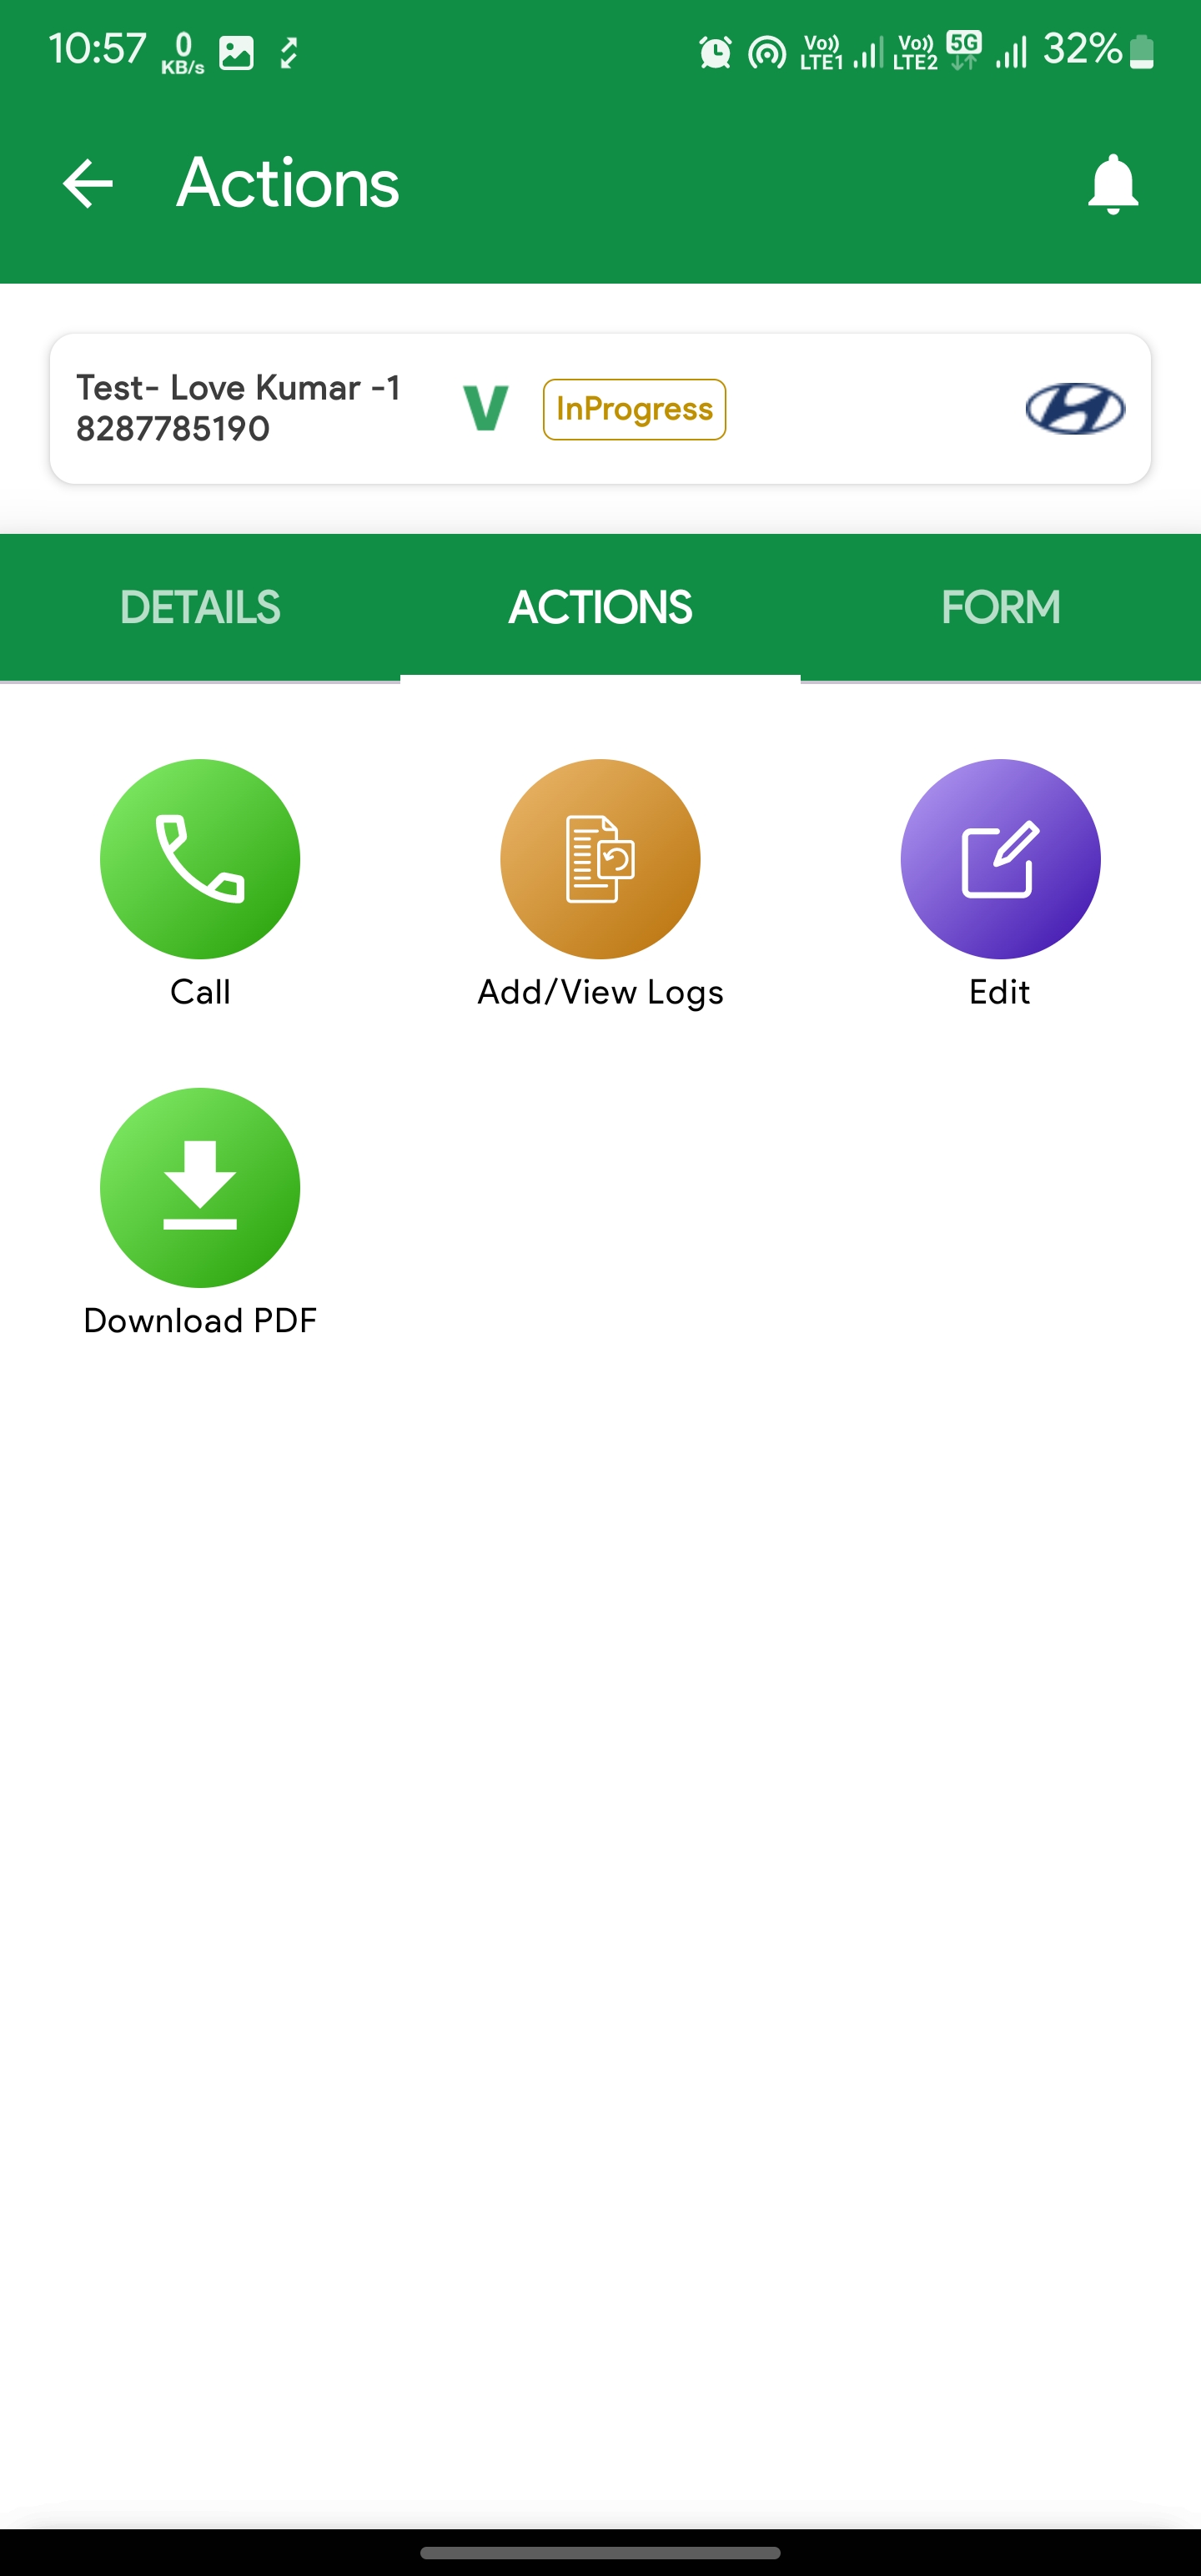 10:57 0 KB/s Vo)) LTE1 Vo)) LTE2 5G 32%
Actions
Test- Love Kumar -1
8287785190
V InProgress
DETAILS ACTIONS FORM
Call Add/View Logs Edit
Download PDF